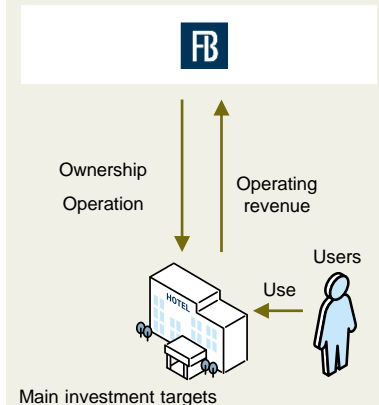 FB
Ownership
Operation
Operating
revenue
Users
Use
HOTEL
Main investment targets